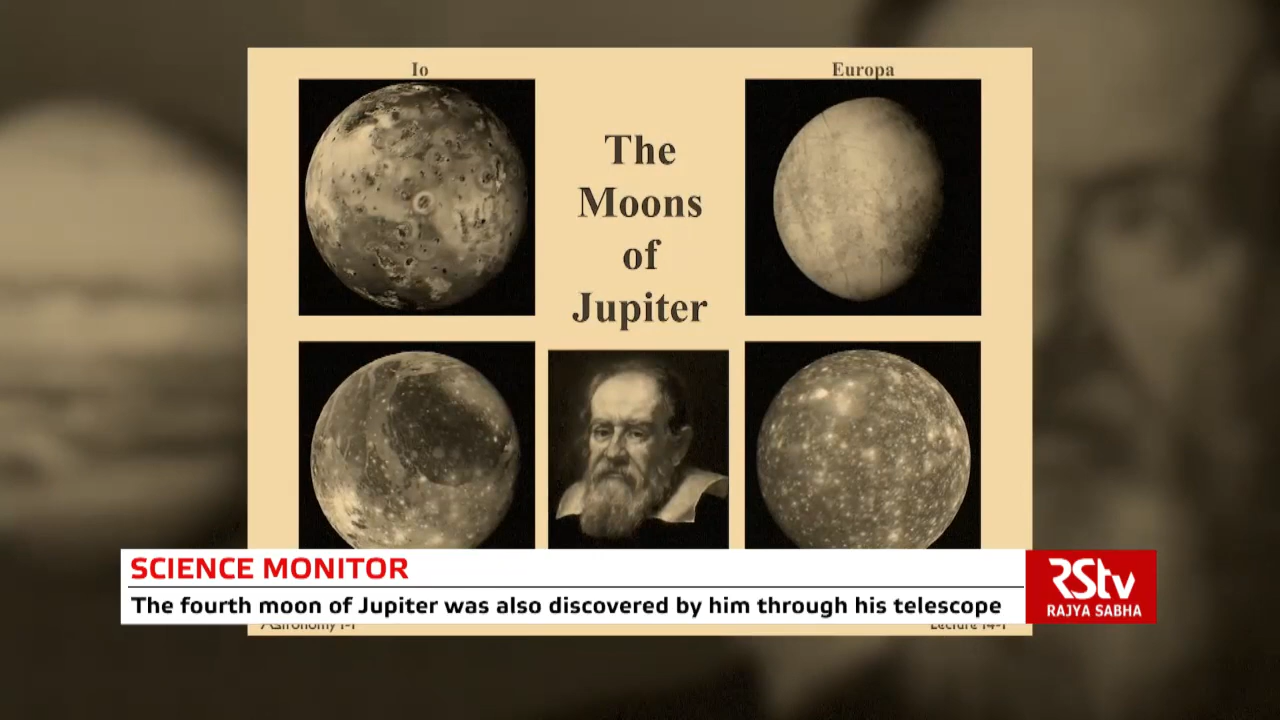 Io
Europa
The
Moons
of
Jupiter
SCIENCE MONITOR
The fourth moon of Jupiter was also discovered by him through his telescope
RStv
RAJYA SABHA